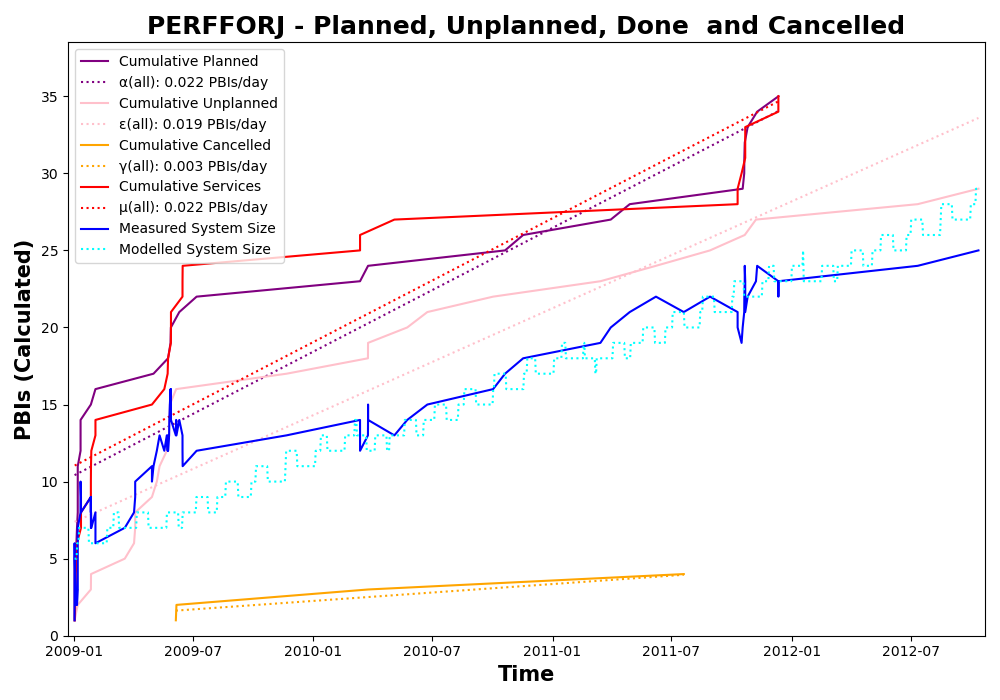 PERFFORJ - Planned, Unplanned, Done  and Cancelled
Cumulative Planned
α(all): 0.022 PBIs/day
Cumulative Unplanned
ε(all): 0.019 PBIs/day
Cumulative Cancelled
γ(all): 0.003 PBIs/day
Cumulative Services
μ(all): 0.022 PBIs/day
Measured System Size
Modelled System Size
PBIs (Calculated)
35
30
25
20
15
10
5
0
2009-01
2009-07
2010-01
2010-07
2011-01
2011-07
2012-01
2012-07
Time